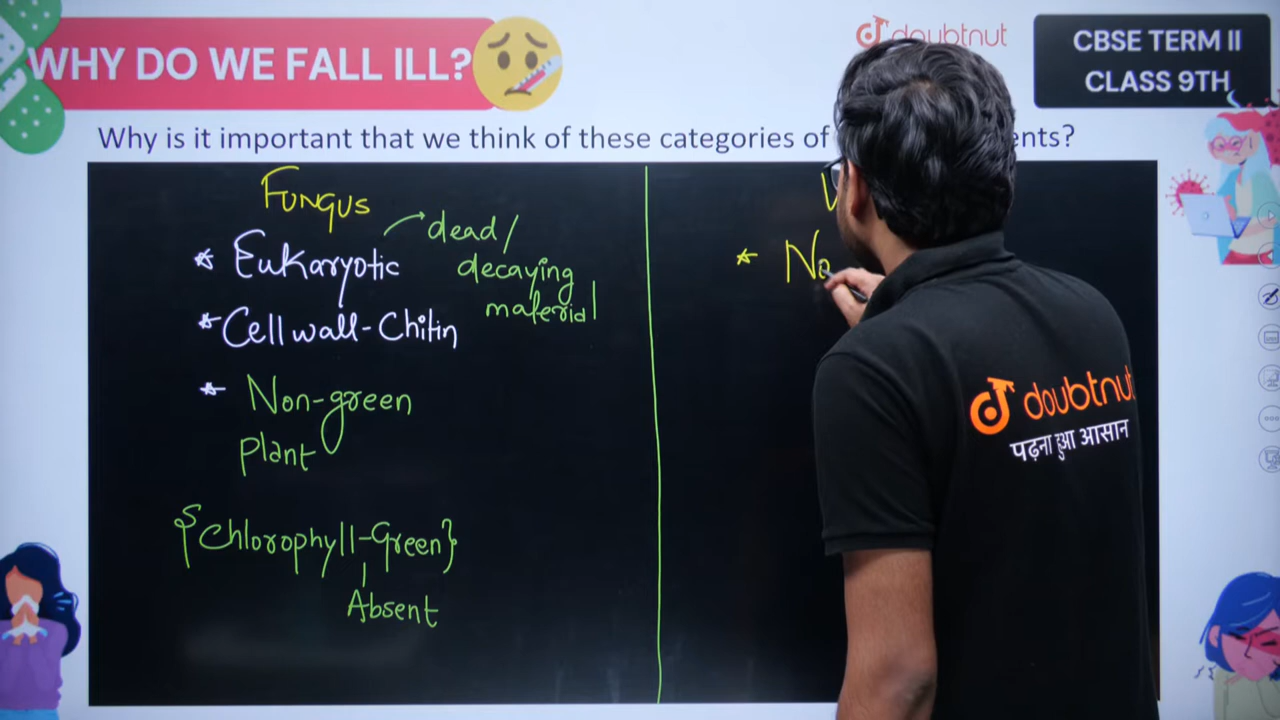 WHY DO WE FALL ILL?
doubtnut
CBSE TERM II
CLASS 9TH
Why is it important that we think of these categories of
FUNGUS
* Eukaryotic
dead/
decaying
material
* Cell wall-Chitin
* Non-green
Plant
{Chlorophyll-Green}
Absent
* No
doubtnut
पढ़ना हुआ आसान